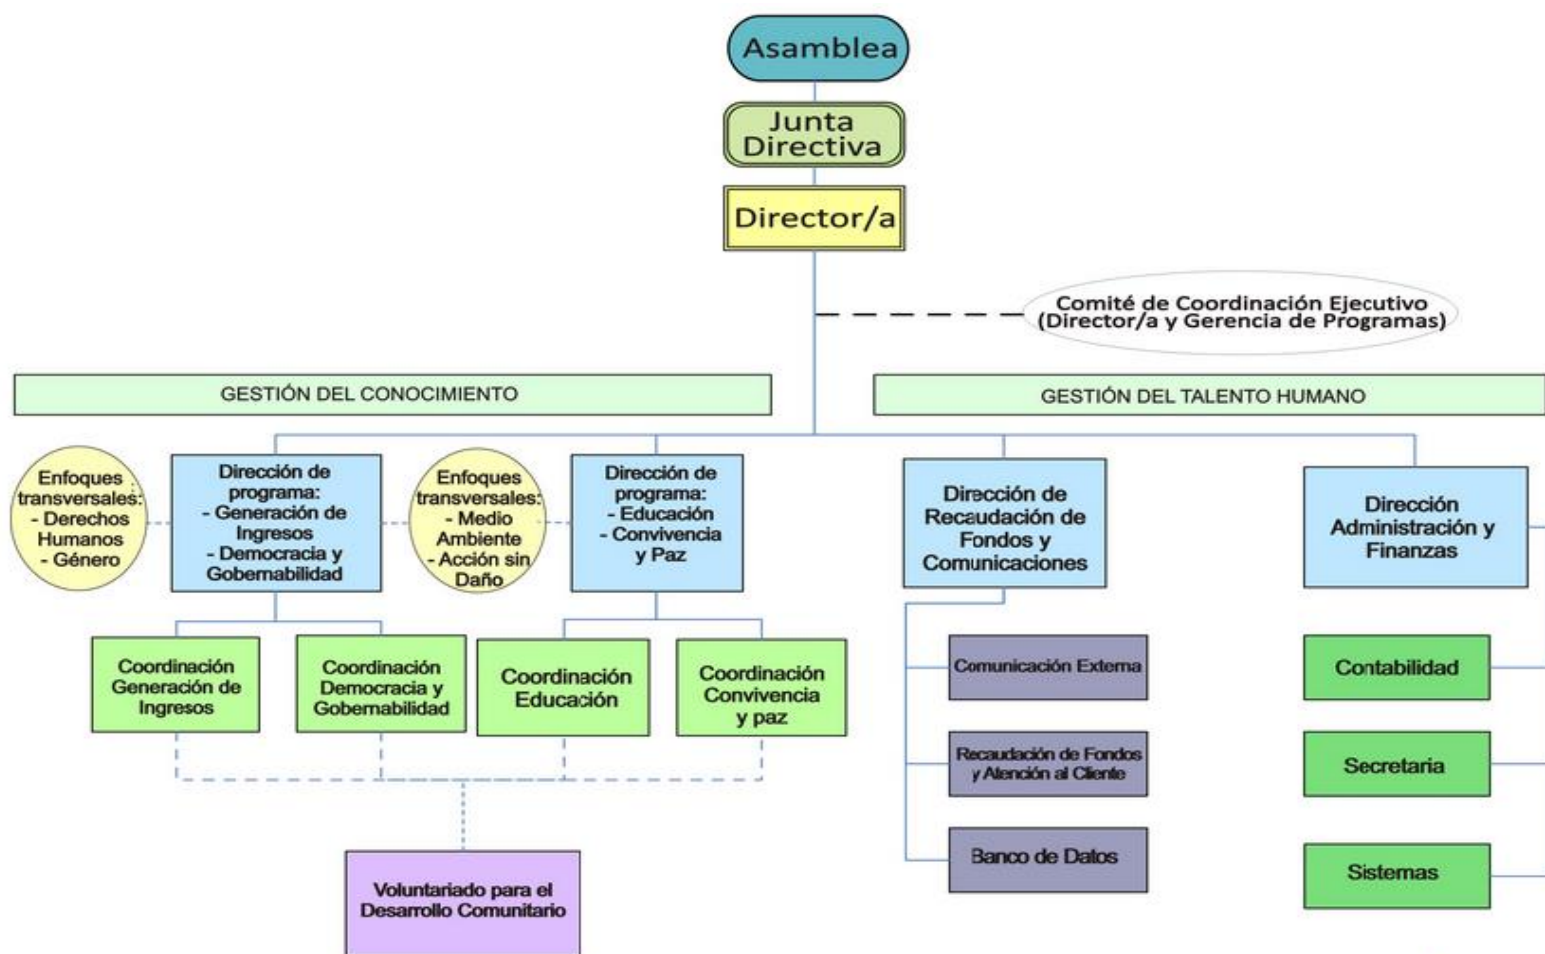 Asamblea
Junta
Directiva
Director/a
Comité de Coordinación Ejecutivo
(Director/a y Gerencia de Programas)
GESTIÓN DEL CONOCIMIENTO
GESTIÓN DEL TALENTO HUMANO
Enfoques
transversales:
- Derechos
Humanos
- Género
Dirección de
programa:
- Generación de
Ingresos
- Democracia y
Gobernabilidad
Enfoques
transversales:
- Medio
Ambiente
- Acción sin
Daño
Dirección de
programa:
- Educación
- Convivencia
y Paz
Dirección de
Recaudación de
Fondos y
Comunicaciones
Dirección
Administración y
Finanzas
Coordinación
Generación de
Ingresos
Coordinación
Democracia y
Gobernabilidad
Coordinación
Educación
Coordinación
Convivencia
y paz
Comunicación Externa
Recaudación de Fondos
y Atención al Cliente
Banco de Datos
Contabilidad
Secretaria
Sistemas
Voluntariado para el
Desarrollo Comunitario